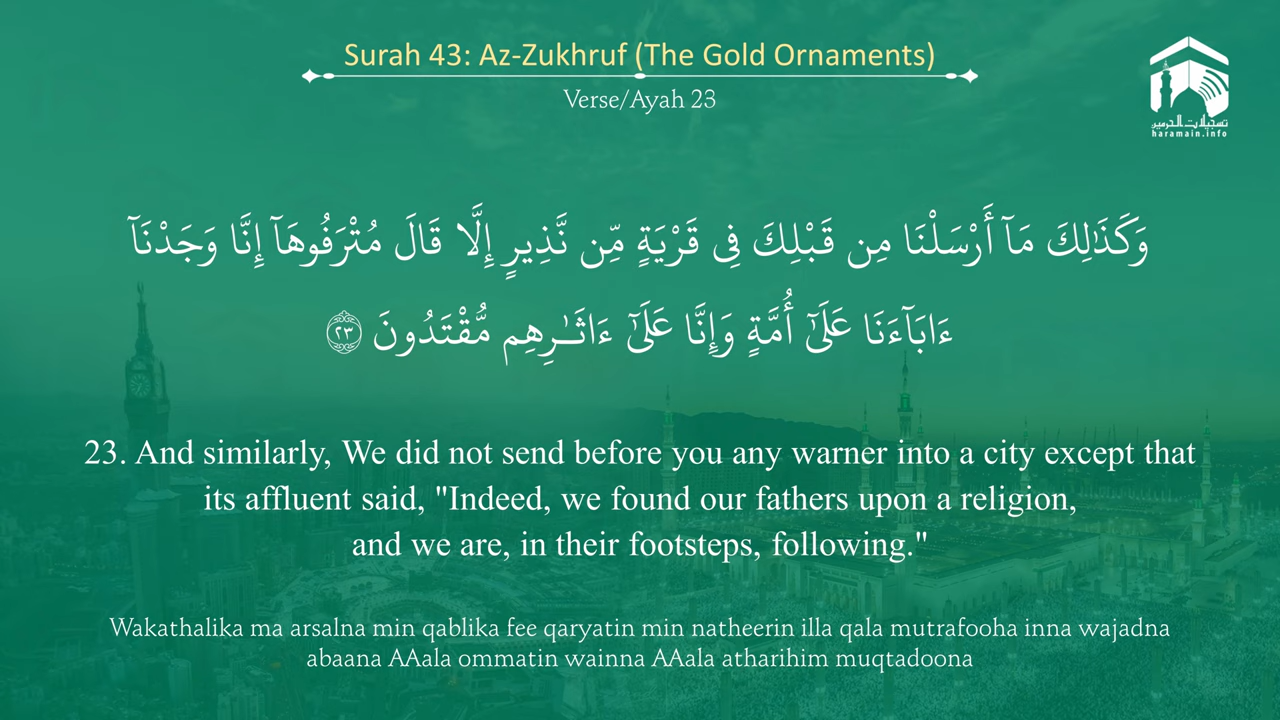 Surah 43: Az-Zukhruf (The Gold Ornaments)
Verse/Ayah 23
تسجيلات الحرمين
haramain.info
وَكَذَٰلِكَ مَآ أَرْسَلْنَا مِن قَبْلِكَ فِى قَرْيَةٍ مِّن نَّذِيرٍ إِلَّا قَالَ مُتْرَفُوهَآ إِنَّا وَجَدْنَآ
ءَابَآءَنَا عَلَىٰٓ أُمَّةٍ وَإِنَّا عَلَىٰٓ ءَاثَـٰرِهِم مُّقْتَدُونَ ٢٣
23. And similarly, We did not send before you any warner into a city except that
its affluent said, "Indeed, we found our fathers upon a religion,
and we are, in their footsteps, following."
Wakathalika ma arsalna min qablika fee qaryatin min natheerin illa qala mutrafooha inna wajadna
abaana AAala ommatin wainna AAala atharihim muqtadoona